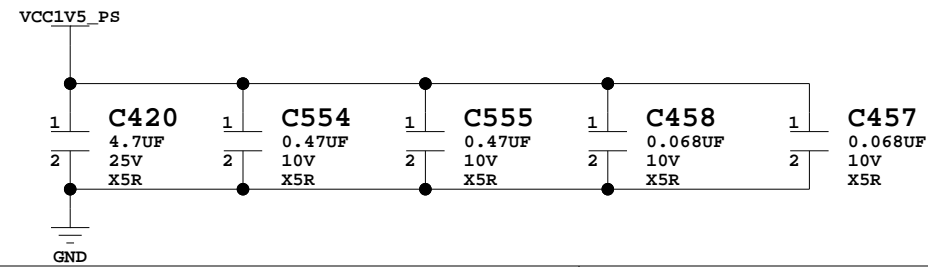 VCC1V5_PS
C420 C554 C555 C458 C457
1 4.7UF 1 0.47UF 1 0.47UF 1 0.068UF 1 0.068UF
2 25V 2 10V 2 10V 2 10V 2 10V
X5R X5R X5R X5R X5R
GND